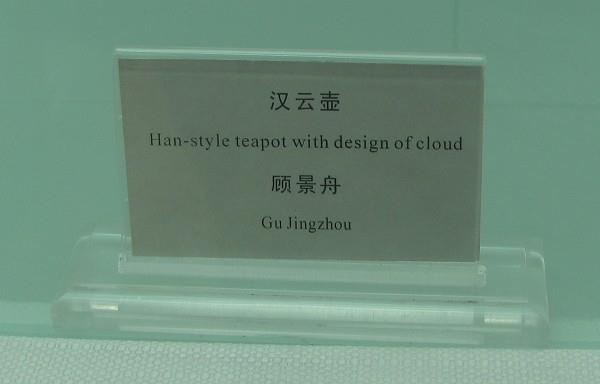 汉云壶
Han-style teapot with design of cloud
顾景舟
Gu Jingzhou